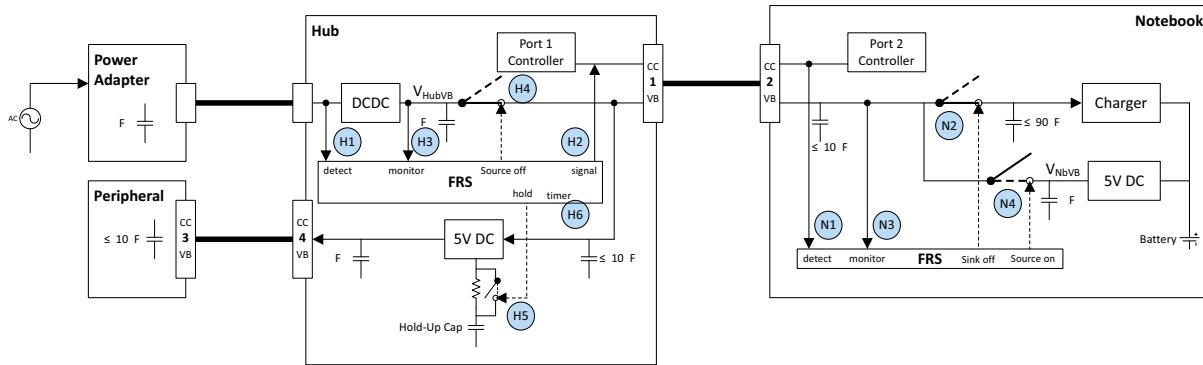 Hub
Notebook
Power
Adapter
Port 1
Controller
Port 2
Controller
CC
1
VB
CC
2
VB
AC
F
DCDC
VHubVB
F
H4
Charger
N2
≤ 90 F
≤ 10 F
H1
H3
H2
detect
monitor
Source off
signal
FRS
hold
timer
H6
VNbVB
5V DC
N4
F
Peripheral
CC
3
VB
≤ 10 F
CC
4
VB
F
5V DC
≤ 10 F
N1
N3
Battery
detect
monitor
FRS
Sink off
Source on
H5
Hold-Up Cap